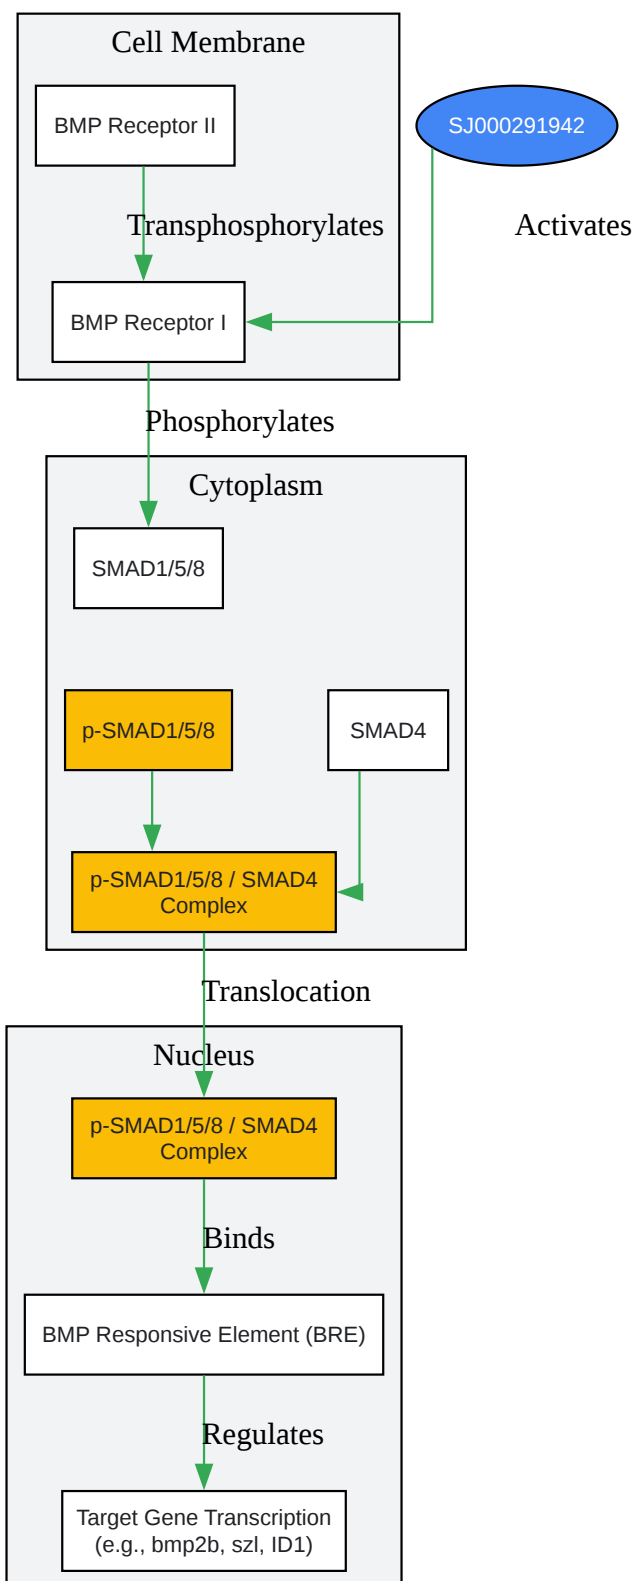 Cell Membrane
BMP Receptor II
SJ000291942
Transphosphorylates
Activates
BMP Receptor I
Phosphorylates
Cytoplasm
SMAD1/5/8
p-SMAD1/5/8
SMAD4
p-SMAD1/5/8 / SMAD4
Complex
Translocation
Nucleus
p-SMAD1/5/8 / SMAD4
Complex
Binds
BMP Responsive Element (BRE)
Regulates
Target Gene Transcription
(e.g., bmp2b, szl, ID1)